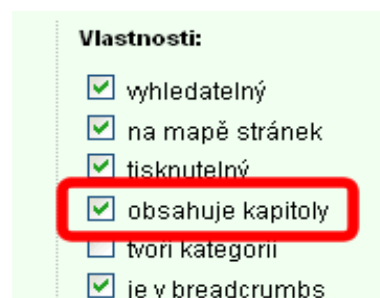 Vlastnosti:
vyhledatelný
na mapě stránek
tisknutelný
obsahuje kapitoly
tvoří kategorii
je v breadcrumbs